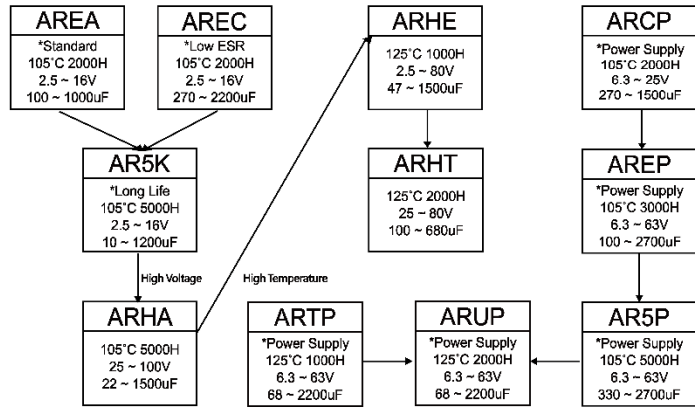 AREA
*Standard
105°C 2000H
2.5 ~ 16V
100 ~ 1000uF
AREC
*Low ESR
105°C 2000H
2.5 ~ 16V
270 ~ 2200uF
ARHE
125°C 1000H
2.5 ~ 80V
47 ~ 1500uF
ARCP
*Power Supply
105°C 2000H
6.3 ~ 25V
270 ~ 1500uF
AR5K
*Long Life
105°C 5000H
2.5 ~ 16V
10 ~ 1200uF
ARHT
125°C 2000H
25 ~ 80V
100 ~ 680uF
AREP
*Power Supply
105°C 3000H
6.3 ~ 63V
100 ~ 2700uF
High Voltage
High Temperature
ARHA
105°C 5000H
25 ~ 100V
22 ~ 1500uF
ARTP
*Power Supply
125°C 1000H
6.3 ~ 63V
68 ~ 2200uF
ARUP
*Power Supply
125°C 2000H
6.3 ~ 63V
68 ~ 2200uF
AR5P
*Power Supply
105°C 5000H
6.3 ~ 63V
330 ~ 2700uF